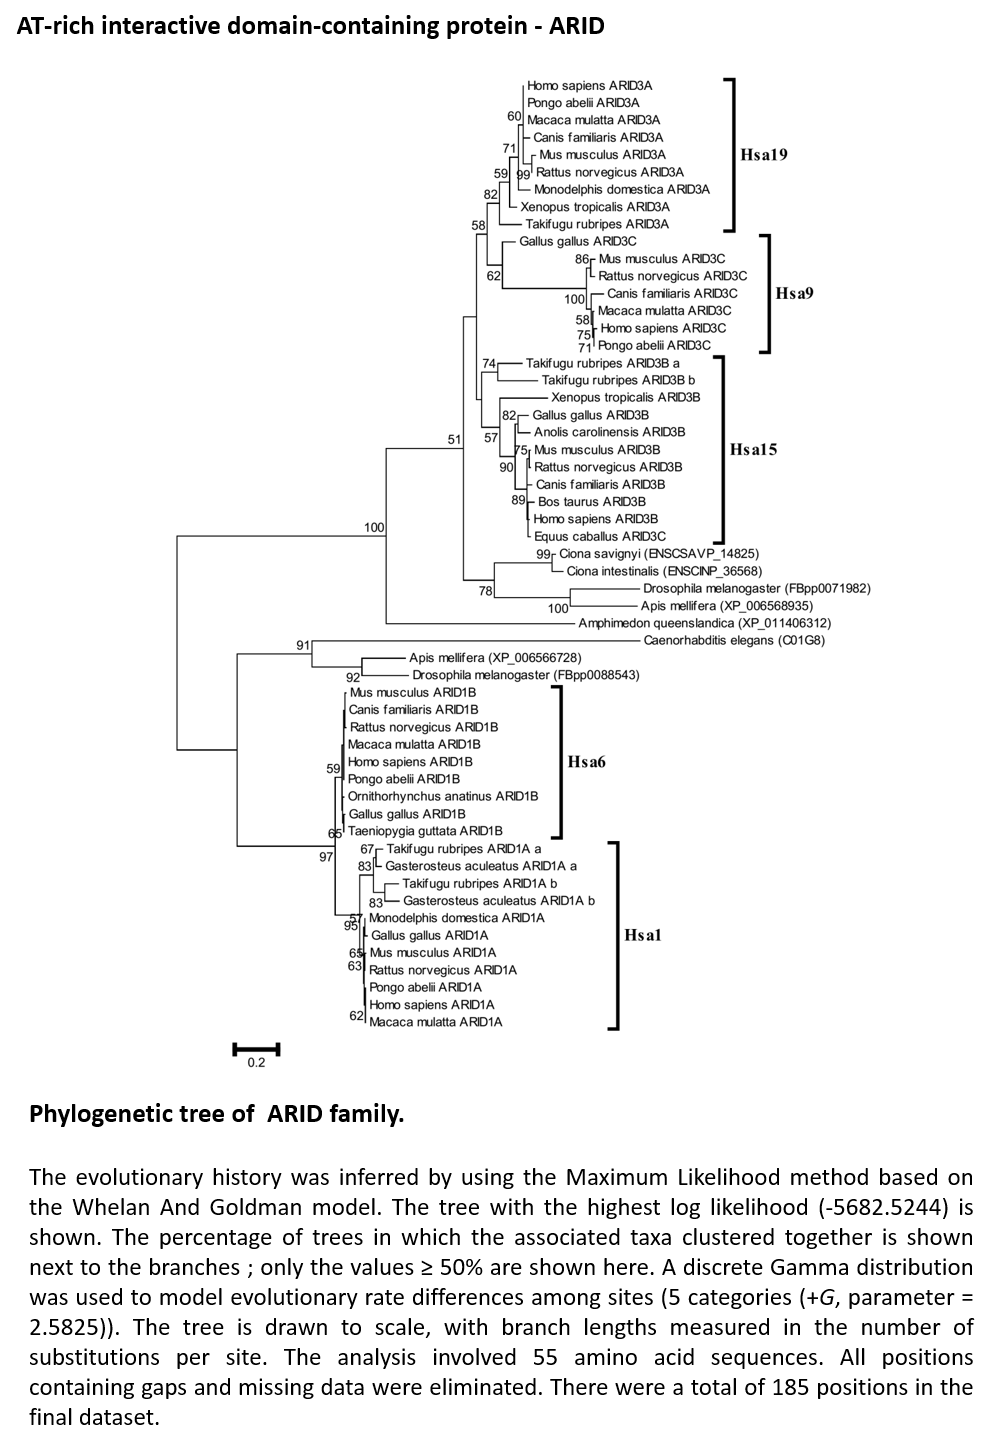 AT-rich interactive domain-containing protein - ARID
Homo sapiens ARID3A
Pongo abelii ARID3A
60
Macaca mulatta ARID3A
Canis familiaris ARID3A
71
Mus musculus ARID3A
Hsa19
59
99
Rattus norvegicus ARID3A
Monodelphis domestica ARID3A
82
Xenopus tropicalis ARID3A
58
Takifugu rubripes ARID3A
Gallus gallus ARID3C
86
Mus musculus ARID3C
62
Rattus norvegicus ARID3C
Canis familiaris ARID3C
Hsa9
100
Macaca mulatta ARID3C
58
Homo sapiens ARID3C
75
71
Pongo abelii ARID3C
74
Takifugu rubripes ARID3B a
Takifugu rubripes ARID3B b
Xenopus tropicalis ARID3B
82
Gallus gallus ARID3B
51
57
Anolis carolinensis ARID3B
75
Mus musculus ARID3B
Hsa15
90
Rattus norvegicus ARID3B
Canis familiaris ARID3B
89
Bos taurus ARID3B
Homo sapiens ARID3B
100
Equus caballus ARID3C
99
Ciona savignyi (ENSCSAVP_14825)
Ciona intestinalis (ENSCINP_36568)
78
Drosophila melanogaster (FBpp0071982)
100
Apis mellifera (XP_006568935)
Amphimedon queenslandica (XP_011406312)
91
Caenorhabditis elegans (C01G8)
Apis mellifera (XP_006566728)
92
Drosophila melanogaster (FBpp0088543)
Mus musculus ARID1B
Canis familiaris ARID1B
Rattus norvegicus ARID1B
Macaca mulatta ARID1B
59
Homo sapiens ARID1B
Hsa6
Pongo abelii ARID1B
Ornithorhynchus anatinus ARID1B
Gallus gallus ARID1B
65
Taeniopygia guttata ARID1B
97
67
Takifugu rubripes ARID1A a
83
Gasterosteus aculeatus ARID1A a
Takifugu rubripes ARID1A b
83
Gasterosteus aculeatus ARID1A b
57
95
Monodelphis domestica ARID1A
Gallus gallus ARID1A
Hsa1
65
Mus musculus ARID1A
63
Rattus norvegicus ARID1A
Pongo abelii ARID1A
Homo sapiens ARID1A
62
Macaca mulatta ARID1A
0.2
Phylogenetic tree of ARID family.
The evolutionary history was inferred by using the Maximum Likelihood method based on
the Whelan And Goldman model. The tree with the highest log likelihood (-5682.5244) is
shown. The percentage of trees in which the associated taxa clustered together is shown
next to the branches ; only the values ≥ 50% are shown here. A discrete Gamma distribution
was used to model evolutionary rate differences among sites (5 categories (+G, parameter =
2.5825)). The tree is drawn to scale, with branch lengths measured in the number of
substitutions per site. The analysis involved 55 amino acid sequences. All positions
containing gaps and missing data were eliminated. There were a total of 185 positions in the
final dataset.